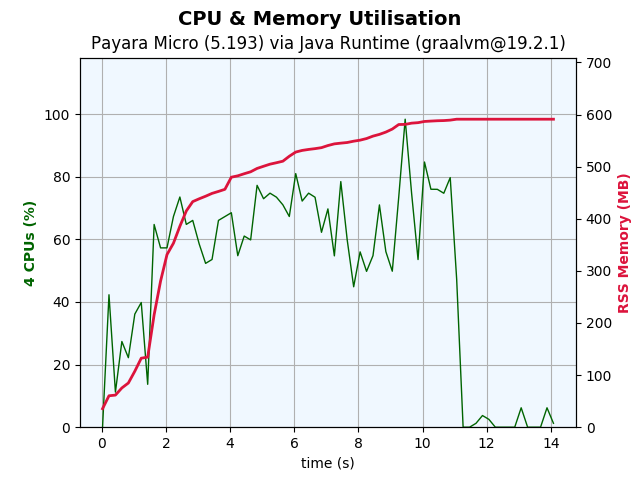 CPU & Memory Utilisation
Payara Micro (5.193) via Java Runtime (graalvm@19.2.1)
4 CPUs (%)
100
80
60
40
20
0
700
600
500
400
300
200
100
0
RSS Memory (MB)
0 2 4 6 8 10 12 14
time (s)